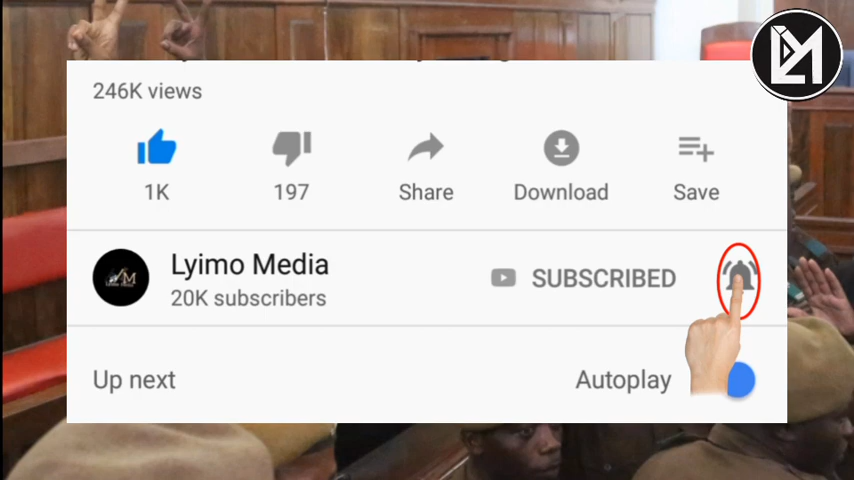 246K views
1K
197
Share
Download
Save
Lyimo Media
20K subscribers
SUBSCRIBED
Up next
Autoplay